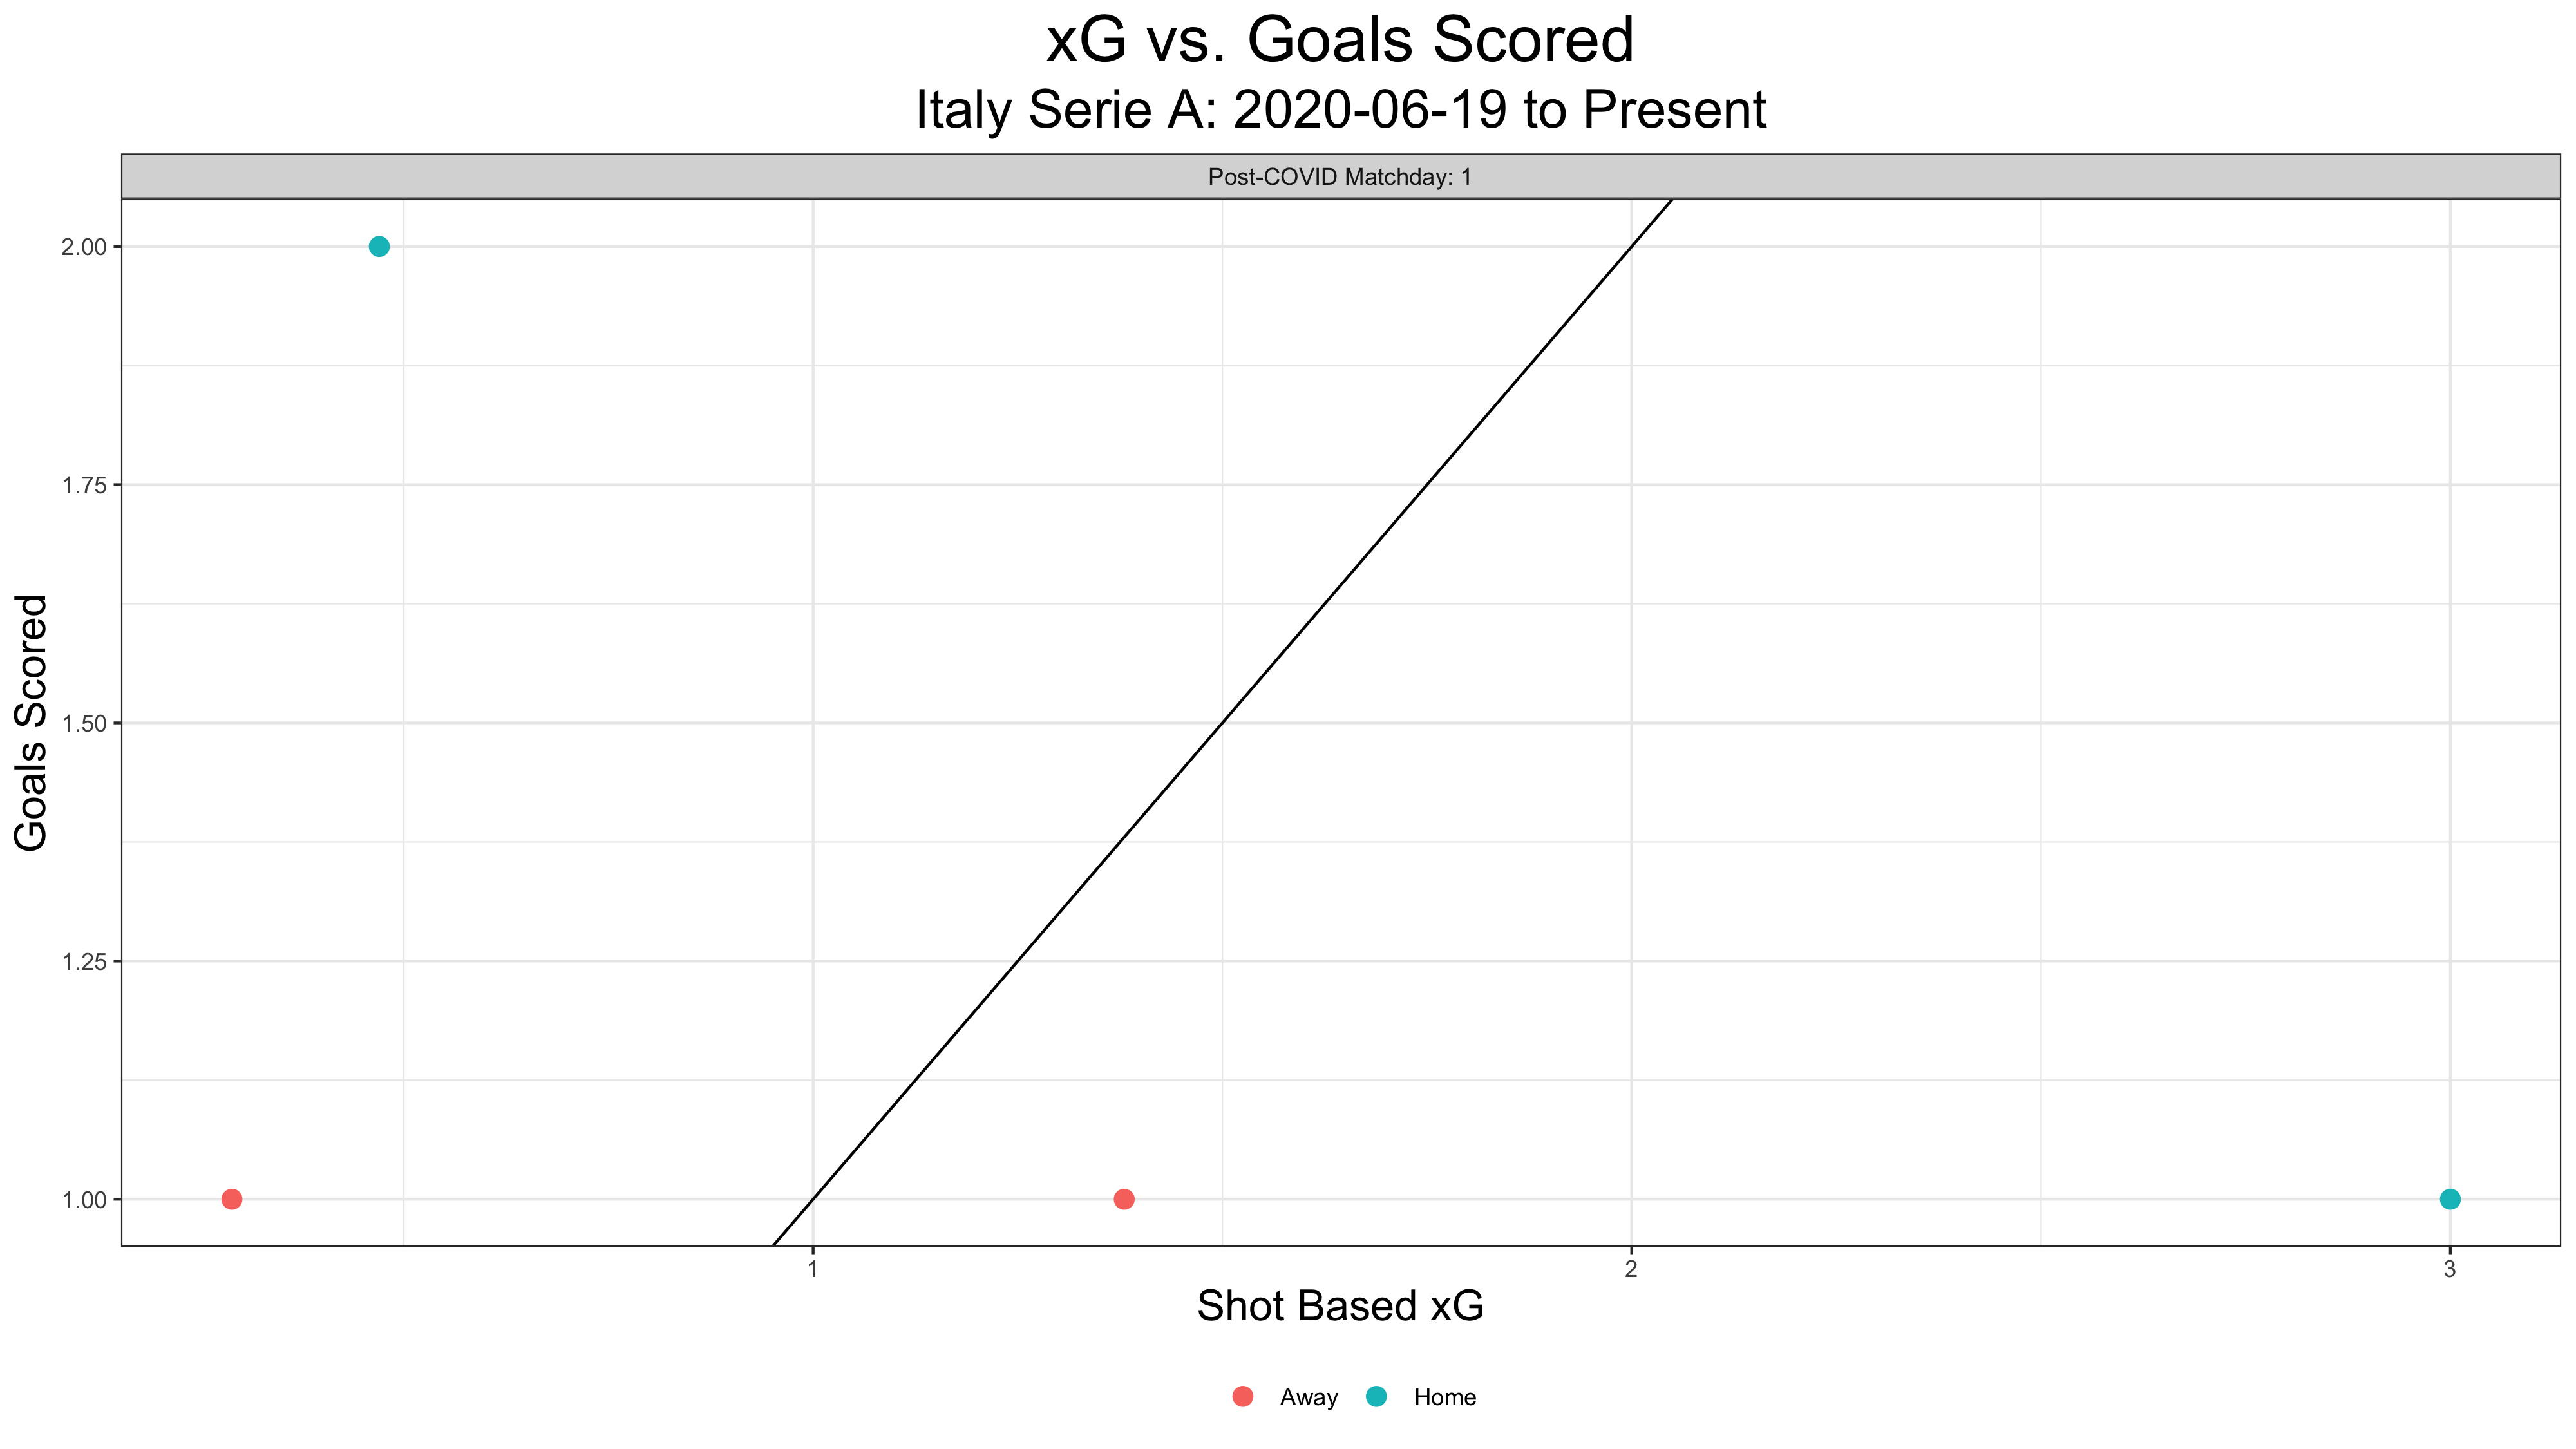 xG vs. Goals Scored
Italy Serie A: 2020-06-19 to Present
Post-COVID Matchday: 1
Goals Scored
2.00
1.75
1.50
1.25
1.00
1 2 3
Shot Based xG
Away Home